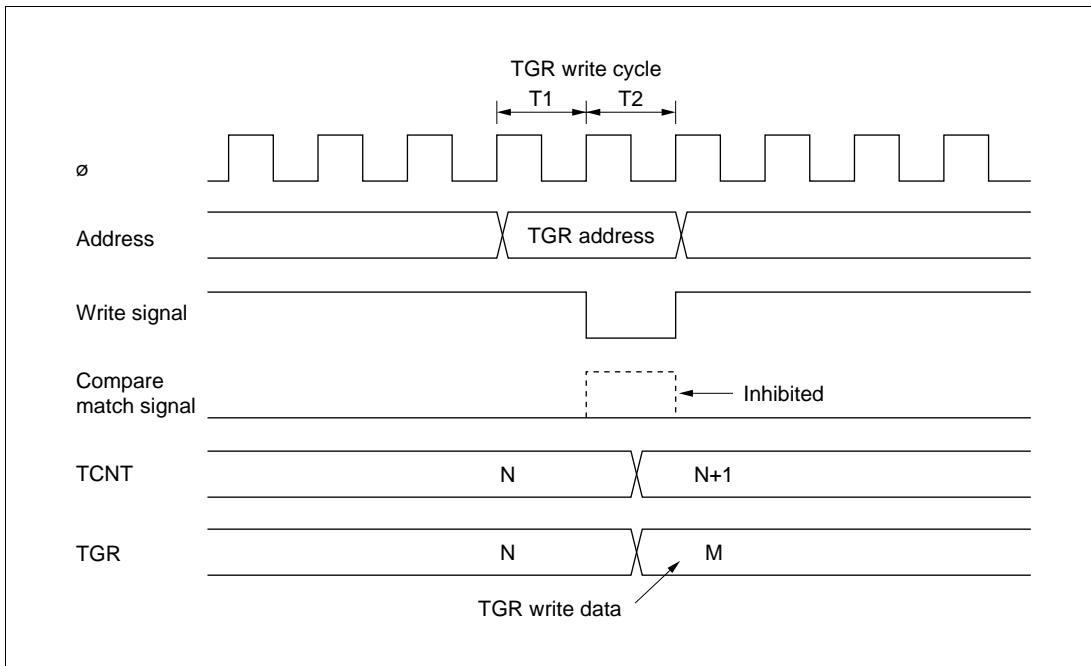 TGR write cycle
T1 T2
ø
Address
TGR address
Write signal
Compare
match signal
Inhibited
TCNT
N
N+1
TGR
N
M
TGR write data